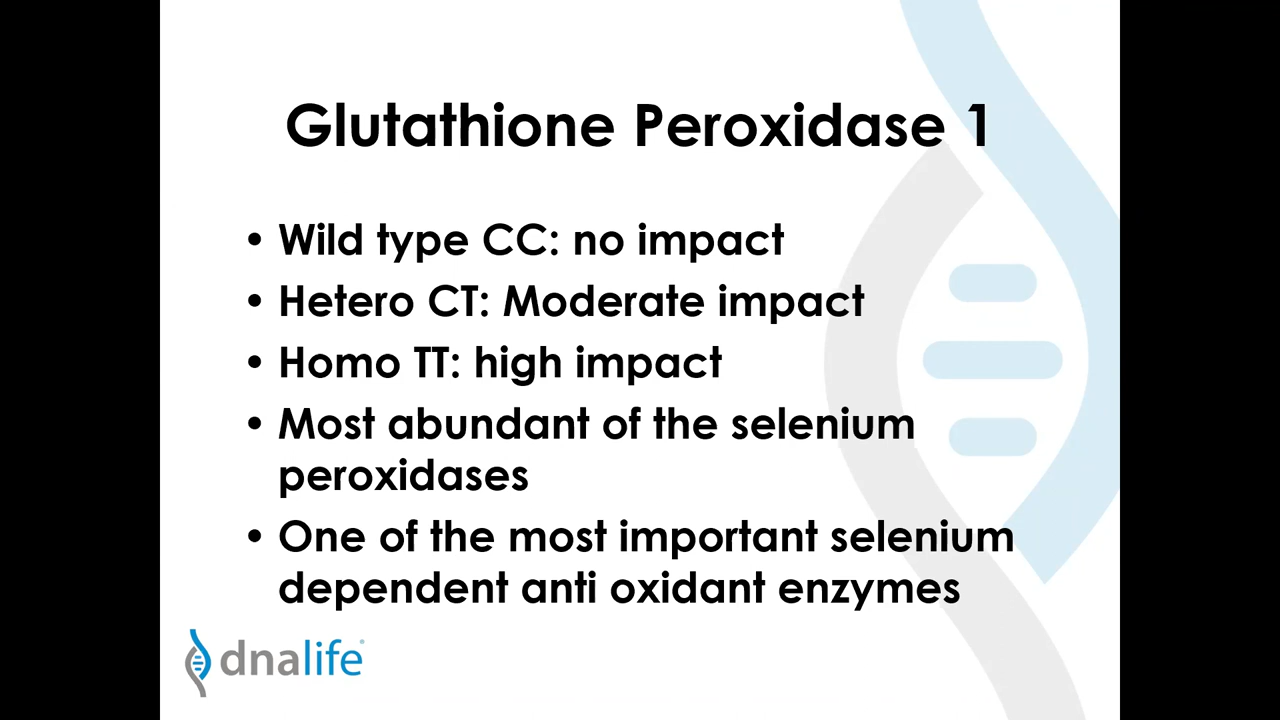 Glutathione Peroxidase 1
• Wild type CC: no impact
• Hetero CT: Moderate impact
• Homo TT: high impact
• Most abundant of the selenium
peroxidases
• One of the most important selenium
dependent anti oxidant enzymes
dnalife